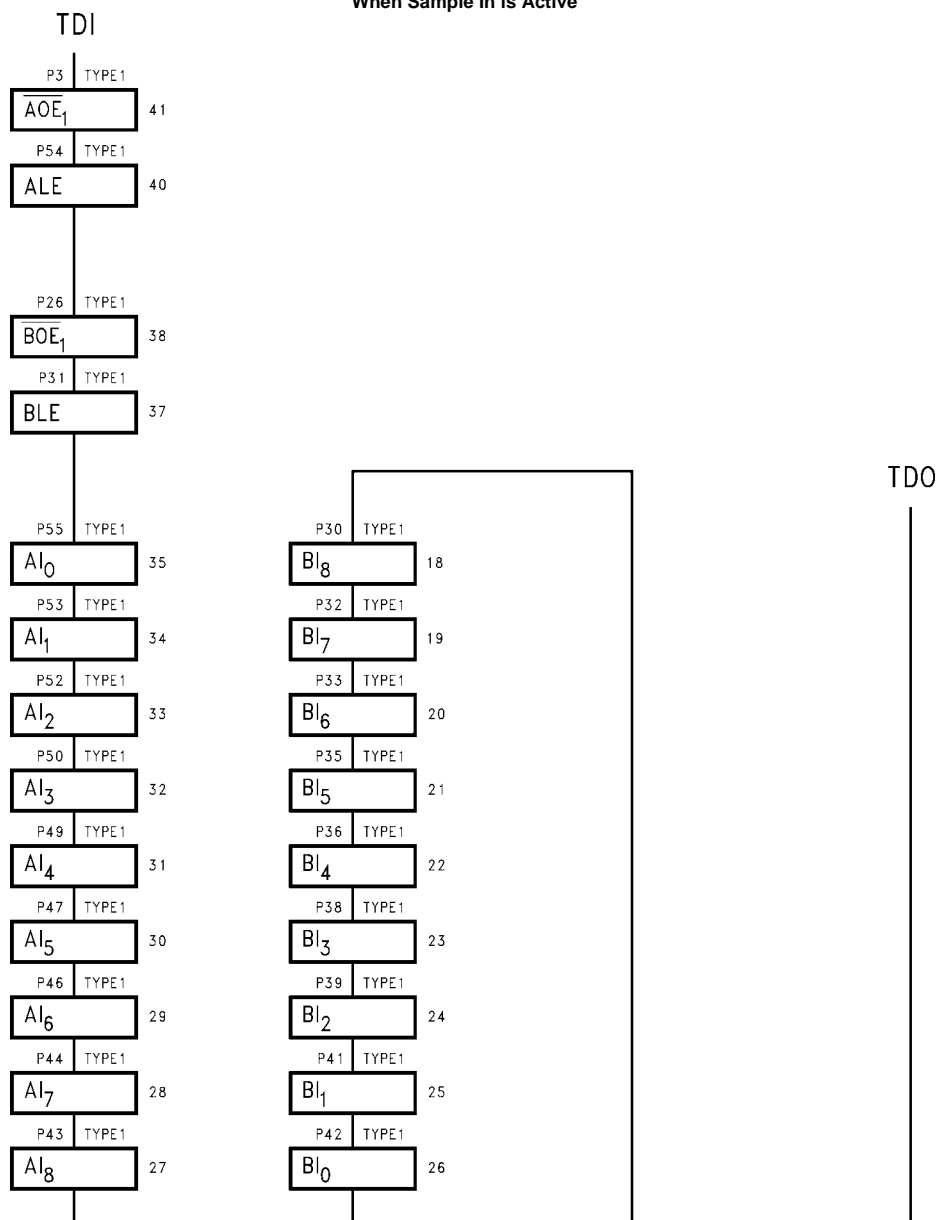 When Sample In is Active
TDI
P3 TYPE1
AOE1 41
P54 TYPE1
ALE 40
P26 TYPE1
BOE1 38
P31 TYPE1
BLE 37
TDO
P55 TYPE1 P30 TYPE1
AI0 35 BI8 18
P53 TYPE1 P32 TYPE1
AI1 34 BI7 19
P52 TYPE1 P33 TYPE1
AI2 33 BI6 20
P50 TYPE1 P35 TYPE1
AI3 32 BI5 21
P49 TYPE1 P36 TYPE1
AI4 31 BI4 22
P47 TYPE1 P38 TYPE1
AI5 30 BI3 23
P46 TYPE1 P39 TYPE1
AI6 29 BI2 24
P44 TYPE1 P41 TYPE1
AI7 28 BI1 25
P43 TYPE1 P42 TYPE1
AI8 27 BI0 26